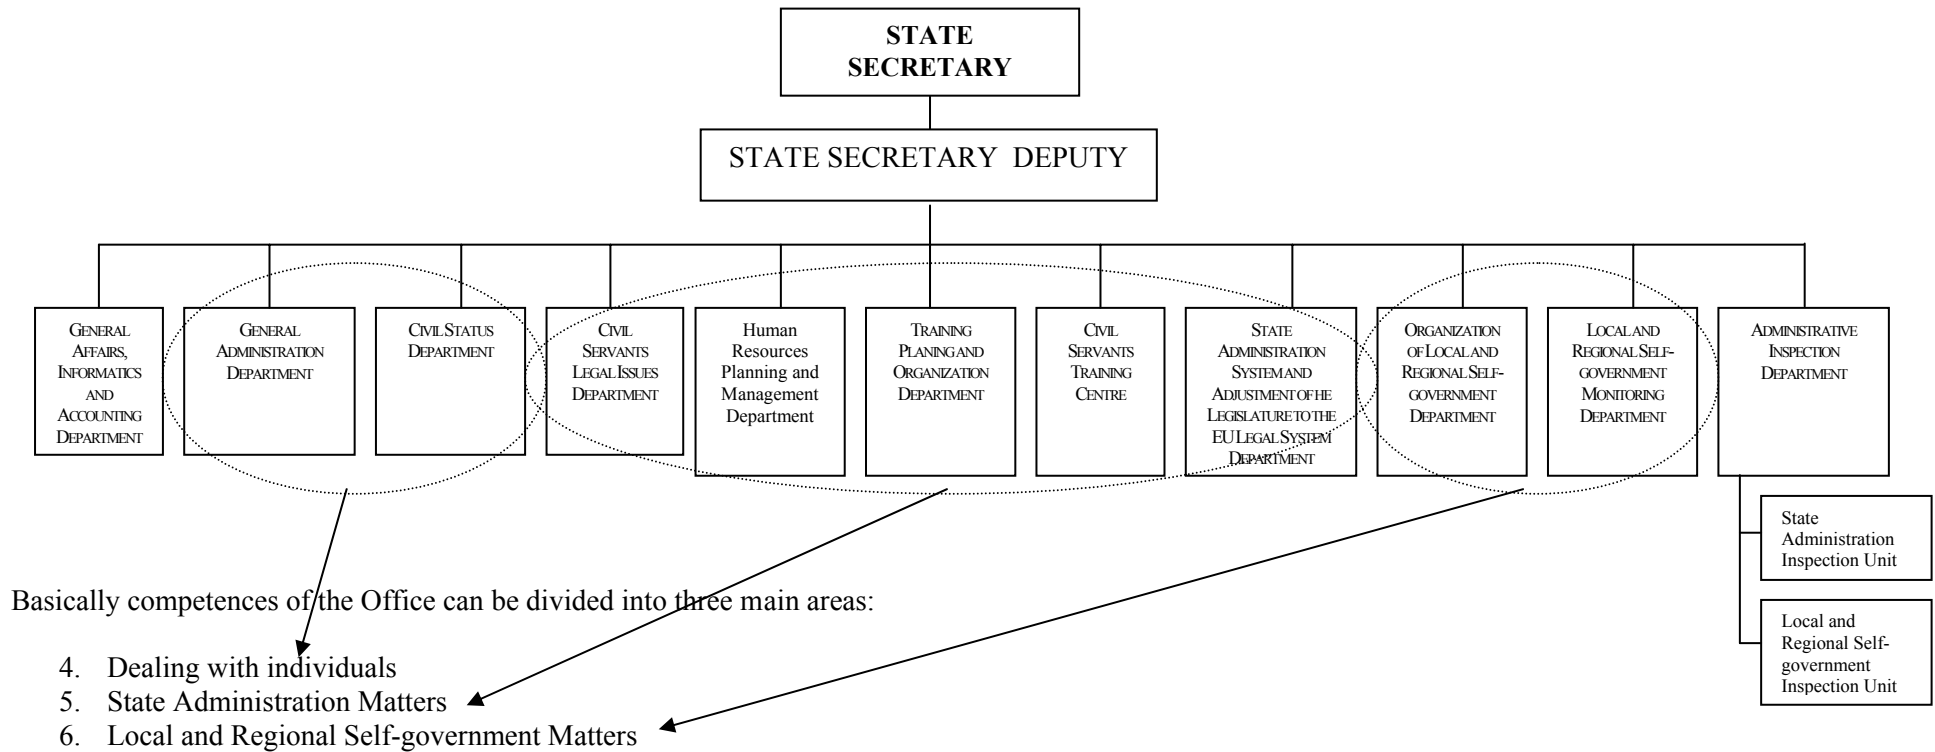 STATE
SECRETARY
STATE SECRETARY DEPUTY
GENERAL
AFFAIRS,
INFORMATICS
AND
ACCOUNTING
DEPARTMENT
GENERAL
ADMINISTRATION
DEPARTMENT
CIVIL STATUS
DEPARTMENT
CIVIL
SERVANTS
LEGAL ISSUES
DEPARTMENT
Human
Resources
Planning and
Management
Department
TRAINING
PLANING AND
ORGANIZATION
DEPARTMENT
CIVIL
SERVANTS
TRAINING
CENTRE
STATE
ADMINISTRATION
SYSTEM AND
ADJUSTMENT OF HE
LEGISLATURE TO THE
EU LEGAL SYSTEM
DEPARTMENT
ORGANIZATION
OF LOCAL AND
REGIONAL SELF-
GOVERNMENT
DEPARTMENT
LOCAL AND
REGIONAL SELF-
GOVERNMENT
MONITORING
DEPARTMENT
ADMINISTRATIVE
INSPECTION
DEPARTMENT
State
Administration
Inspection Unit
Local and
Regional Self-
government
Inspection Unit
Basically competences of the Office can be divided into three main areas:
4. Dealing with individuals
5. State Administration Matters
6. Local and Regional Self-government Matters